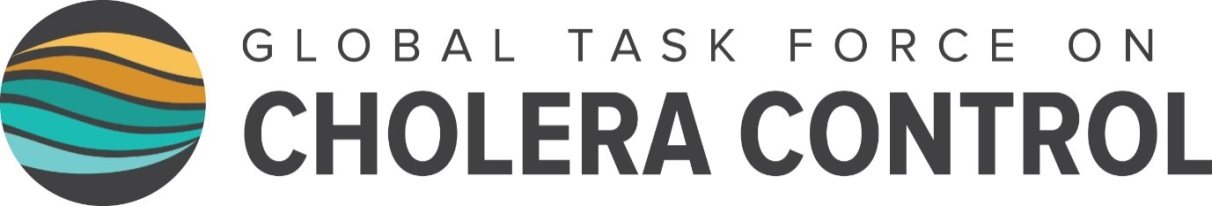 GLOBAL TASK FORCE ON
CHOLERA CONTROL